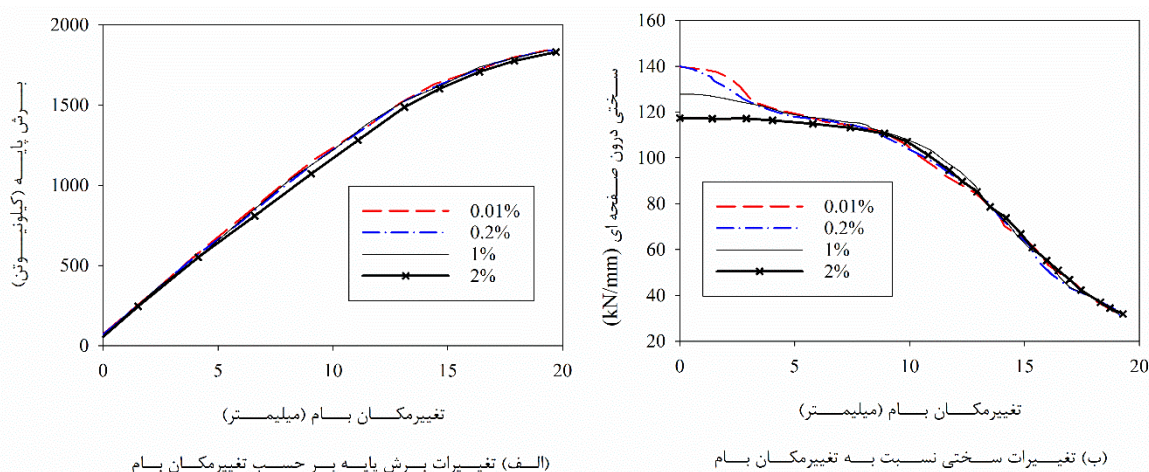 برش پایه (کیلونیوتن)
2000
1500
1000
500
0
0.01%
0.2%
1%
2%
0 5 10 15 20
تغییرمکان بام (میلیمتر)
(الف) تغییرات برش پایه بر حسب تغییرمکان بام
سختی درون صفحه ای (kN/mm)
160
140
120
100
80
60
40
20
0.01%
0.2%
1%
2%
0 5 10 15 20
تغییرمکان بام (میلیمتر)
(ب) تغییرات سختی نسبت به تغییرمکان بام